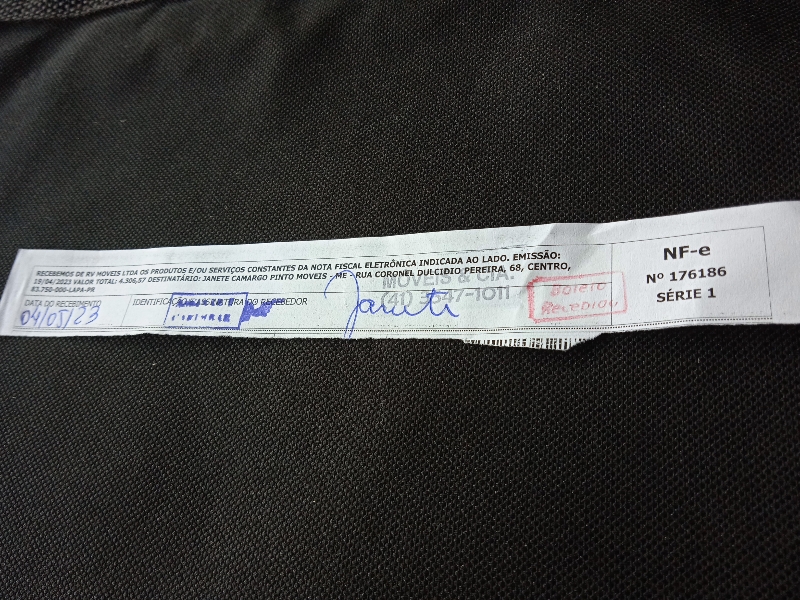 RECEBEMOS DE RV MOVEIS LTDA OS PRODUTOS E/OU SERVIÇOS CONSTANTES DA NOTA FISCAL ELETRÔNICA INDICADA AO LADO. EMISSÃO:
19/04/2023 VALOR TOTAL: 4.306,57 DESTINATÁRIO: JANETE CAMARGO PINTO MOVEIS - ME - RUA CORONEL DULCIDIO PEREIRA, 68, CENTRO,
83.750-000-LAPA-PR
MOVEIS & CIA.
(41) 3547-1011
DATA DO RECEBIMENTO
04/05/23
IDENTIFICAÇÃO E ASSINATURA DO RECEBEDOR
Boleto
Recebido
NF-e
Nº 176186
SÉRIE 1